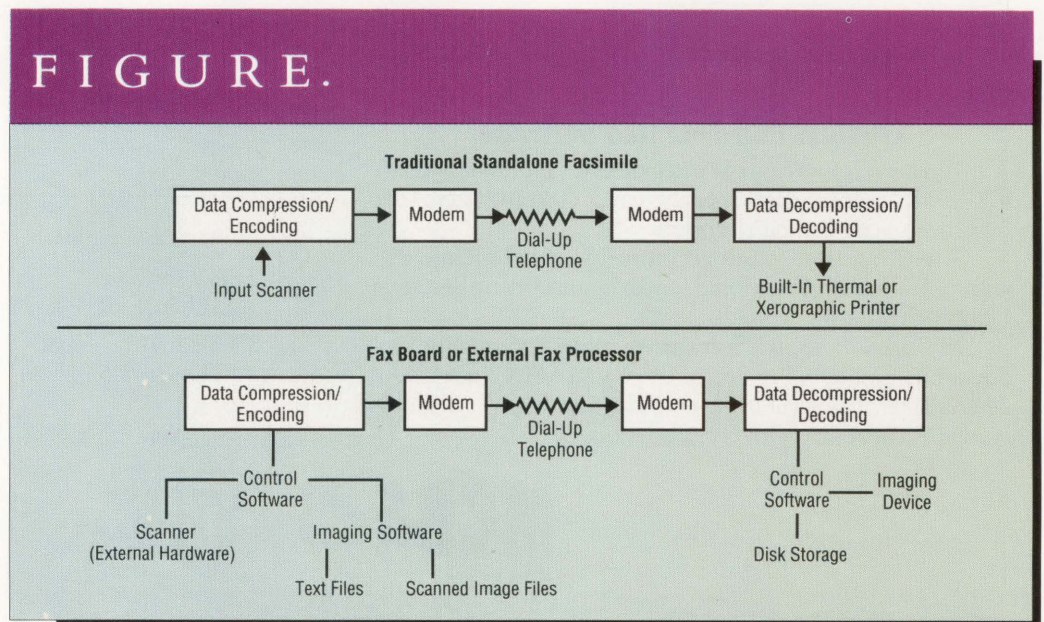 FIGURE.
Traditional Standalone Facsimile
Data Compression/
Encoding
Modem
Dial-Up
Telephone
Modem
Data Decompression/
Decoding
Input Scanner
Built-In Thermal or
Xerographic Printer
Fax Board or External Fax Processor
Data Compression/
Encoding
Modem
Dial-Up
Telephone
Modem
Data Decompression/
Decoding
Control
Software
Scanner
(External Hardware)
Imaging Software
Text Files
Scanned Image Files
Control
Software
Imaging
Device
Disk Storage